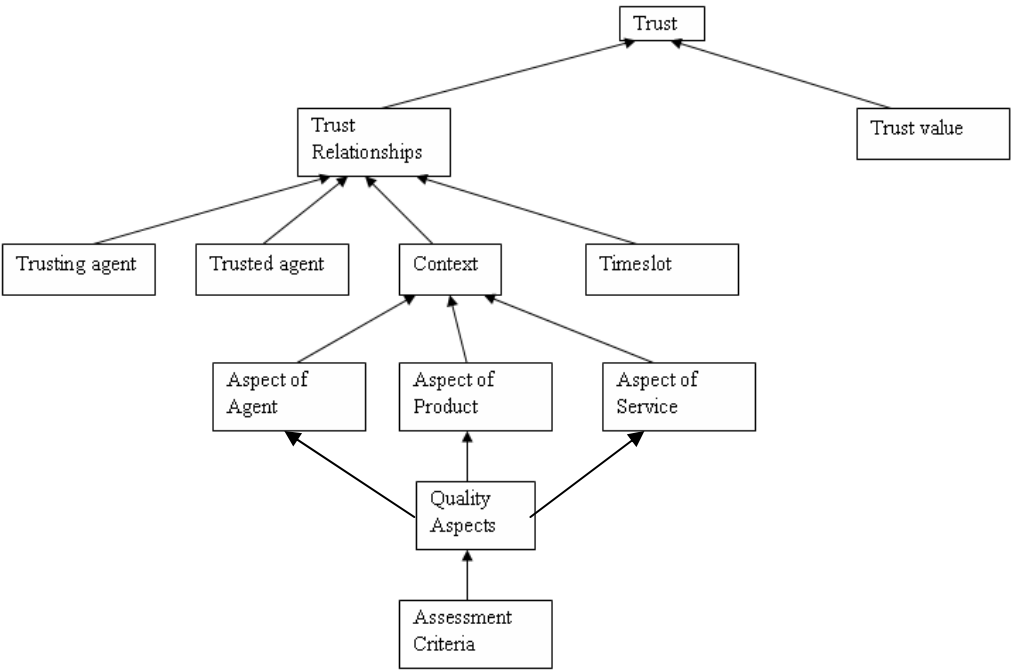 Trust
Trust
Relationships
Trust value
Trusting agent
Trusted agent
Context
Timeslot
Aspect of
Agent
Aspect of
Product
Aspect of
Service
Quality
Aspects
Assessment
Criteria